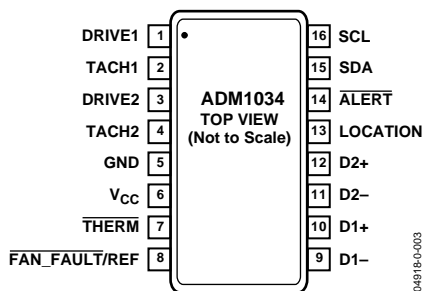 DRIVE1 1
TACH1 2
DRIVE2 3
TACH2 4
GND 5
VCC 6
THERM 7
FAN_FAULT/REF 8
ADM1034
TOP VIEW
(Not to Scale)
16 SCL
15 SDA
14 ALERT
13 LOCATION
12 D2+
11 D2–
10 D1+
9 D1–
04918-0-003